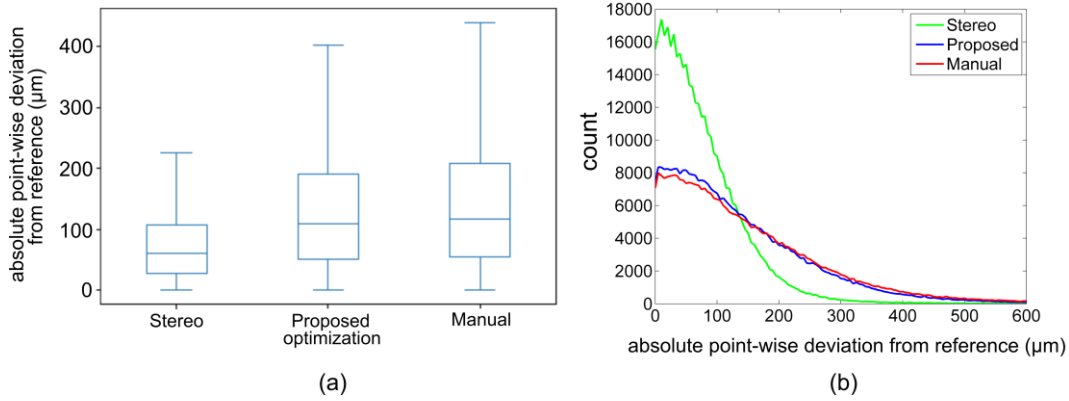 absolute point-wise deviation
from reference (µm)
400
300
200
100
0
Stereo
Proposed
optimization
Manual
(a)
18000
16000
14000
12000
10000
8000
6000
4000
2000
0
count
Stereo
Proposed
Manual
0 100 200 300 400 500 600
absolute point-wise deviation from reference (µm)
(b)